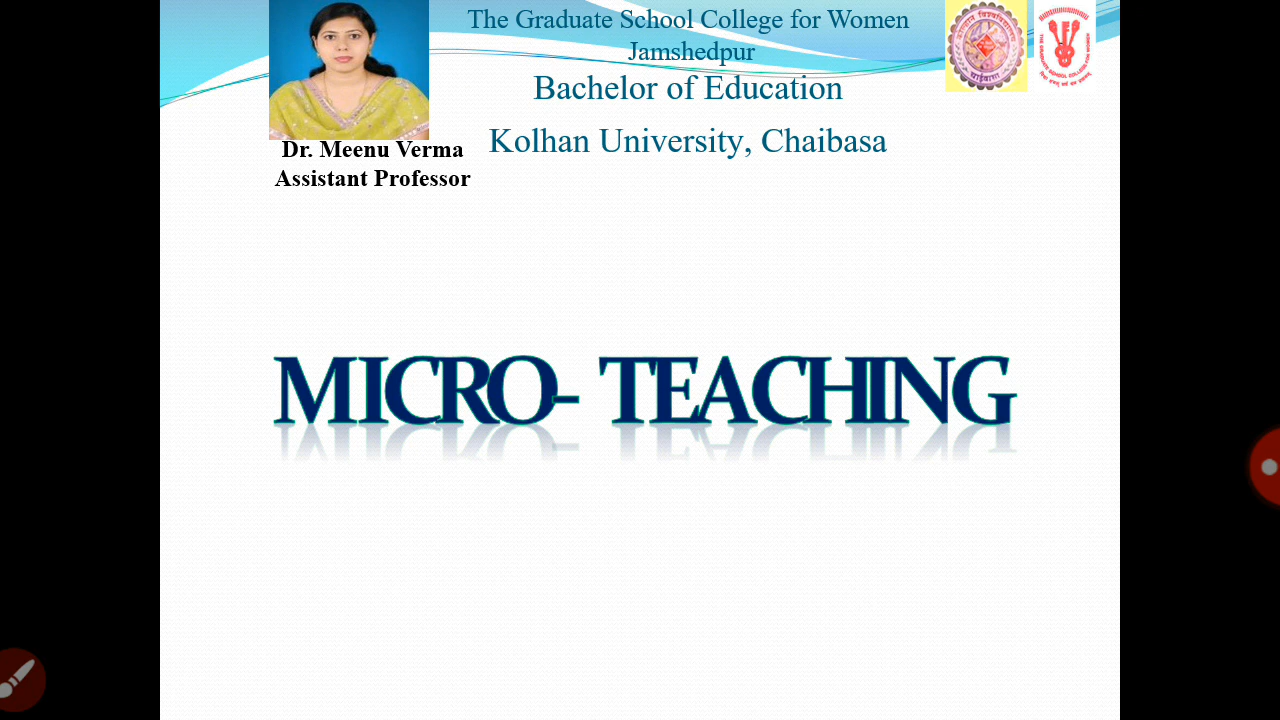 The Graduate School College for Women
Jamshedpur
Bachelor of Education
Kolhan University, Chaibasa
Dr. Meenu Verma
Assistant Professor
MICRO- TEACHING